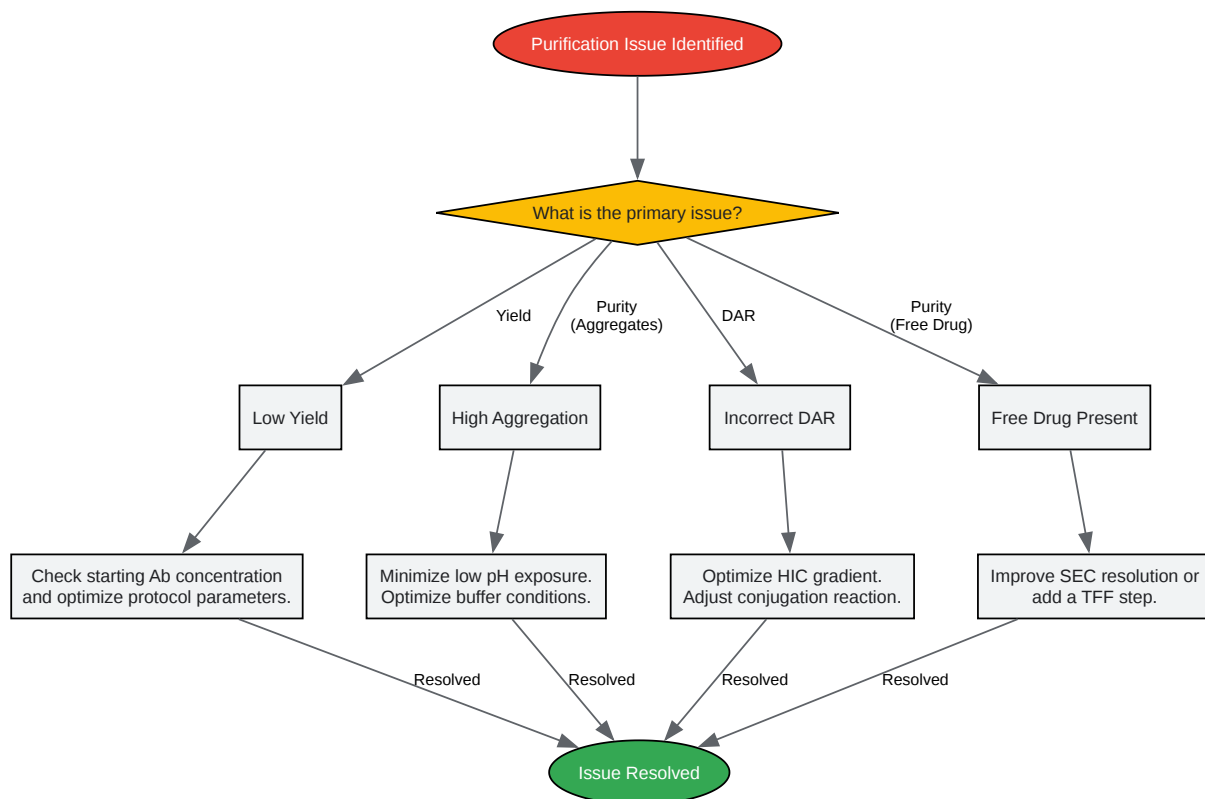 Purification Issue Identified
What is the primary issue?
Yield
Purity
(Aggregates)
DAR
Purity
(Free Drug)
Low Yield
High Aggregation
Incorrect DAR
Free Drug Present
Check starting Ab concentration
and optimize protocol parameters.
Minimize low pH exposure.
Optimize buffer conditions.
Optimize HIC gradient.
Adjust conjugation reaction.
Improve SEC resolution or
add a TFF step.
Resolved
Resolved
Resolved
Resolved
Issue Resolved